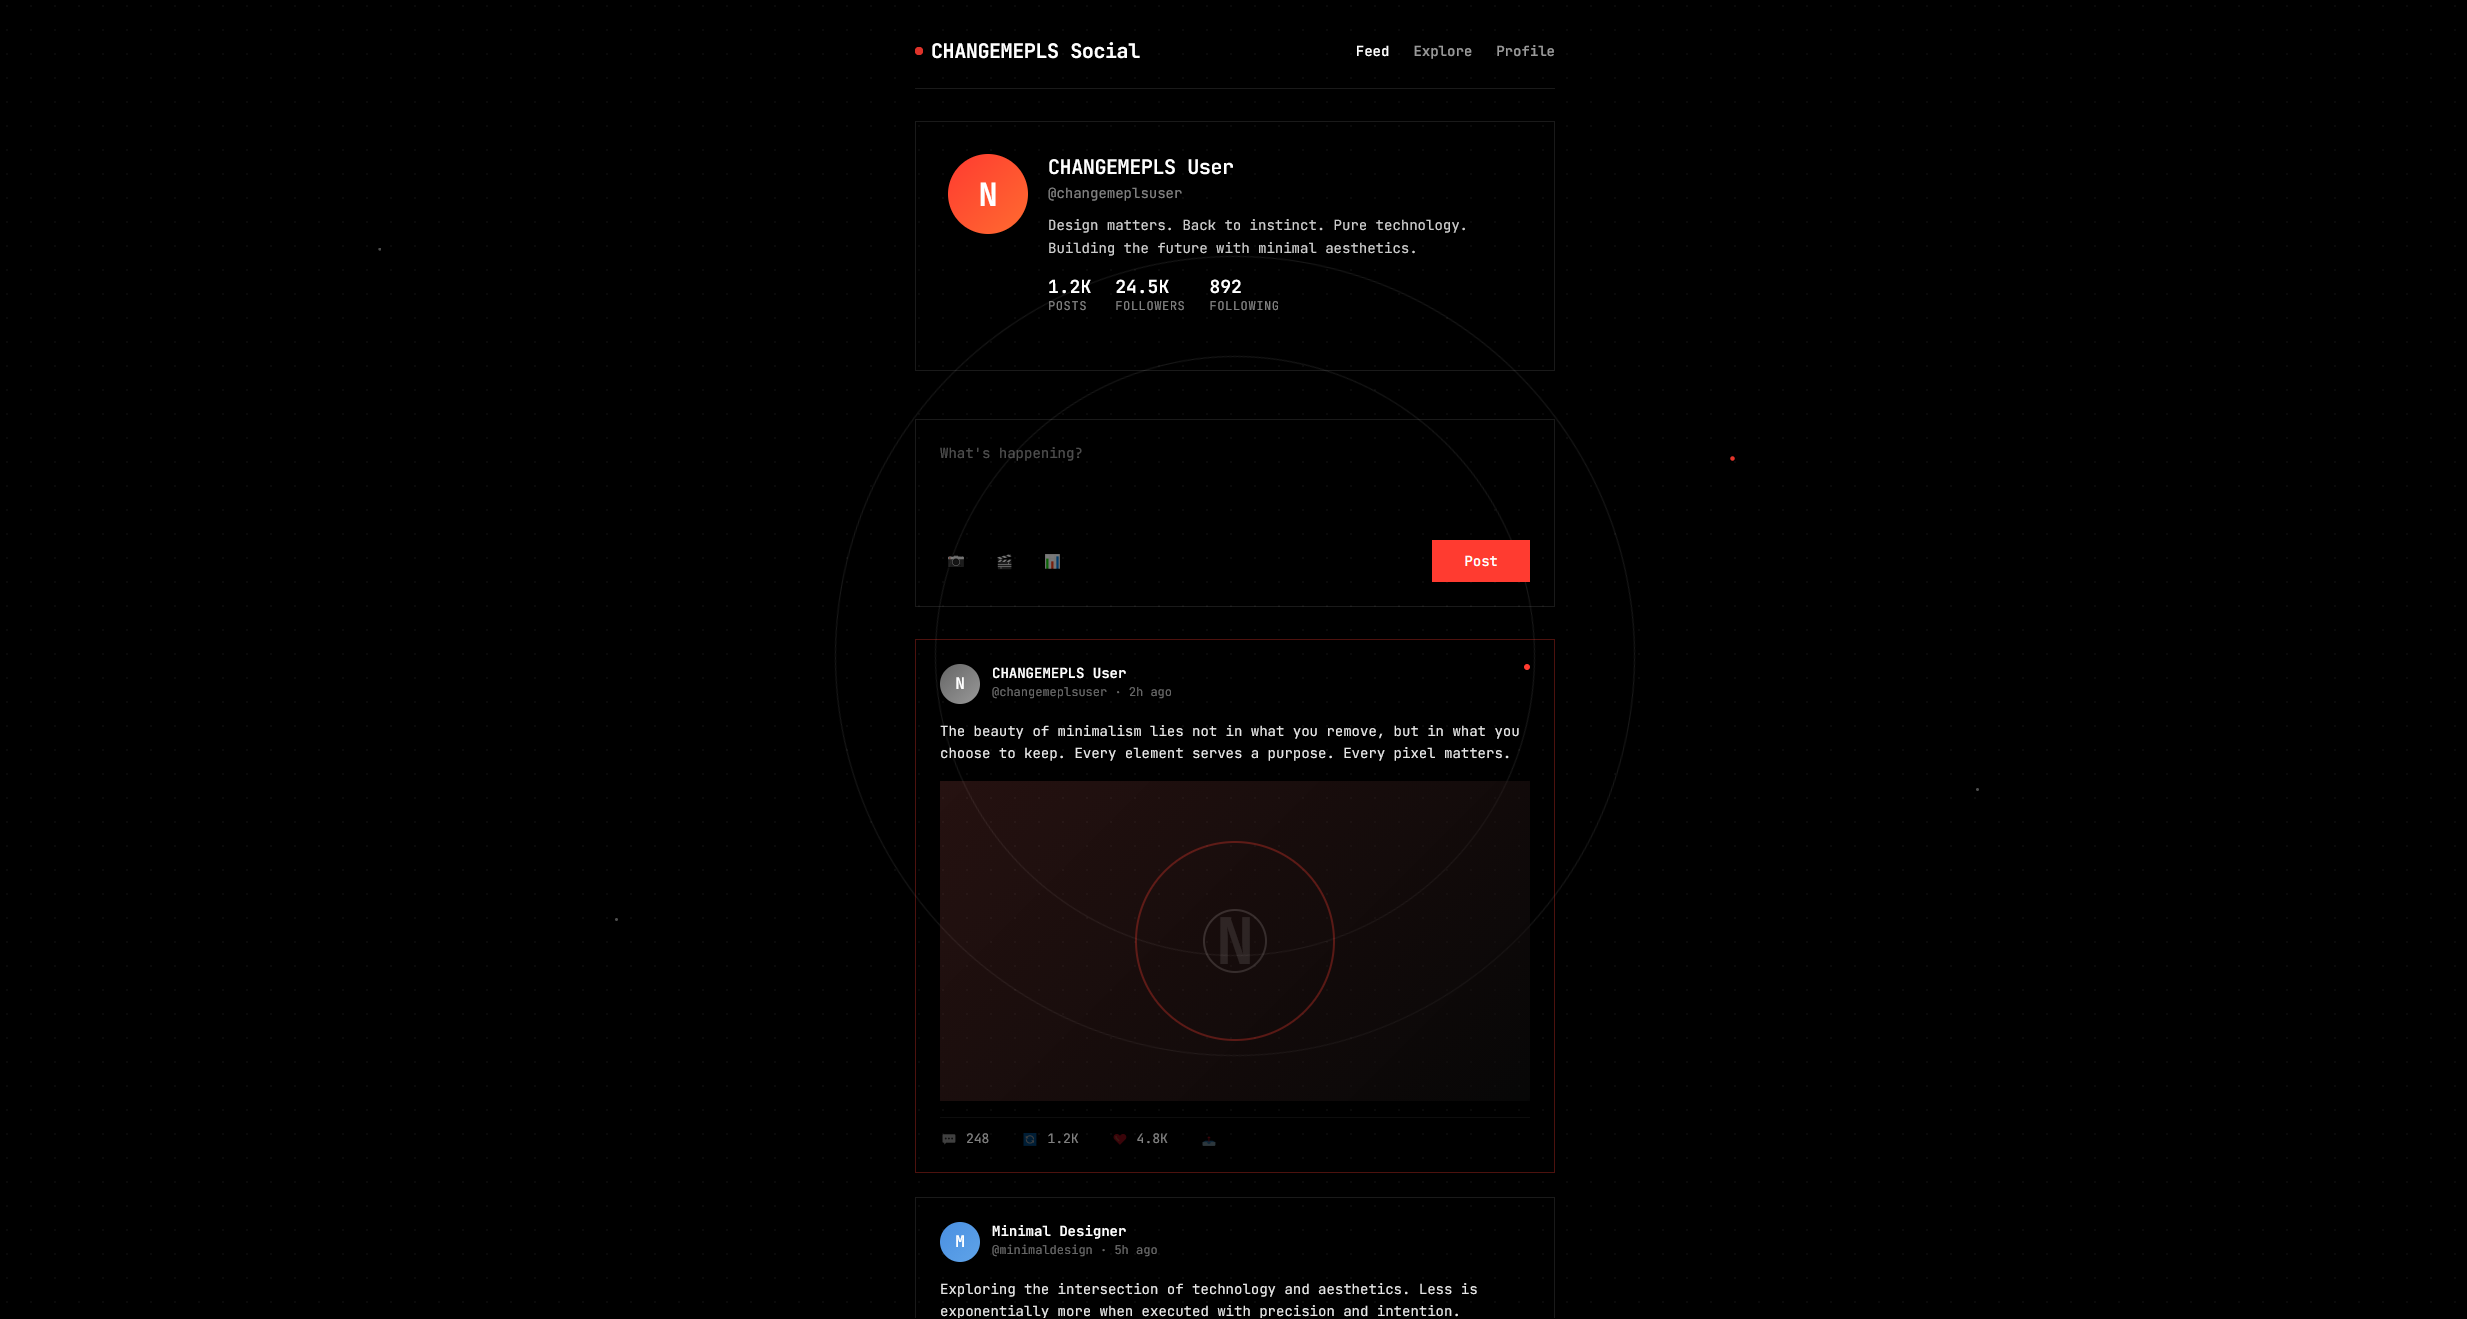 CHANGEMEPLS Social
Feed Explore Profile
N
CHANGEMEPLS User
@changemeplsuser
Design matters. Back to instinct. Pure technology.
Building the future with minimal aesthetics.
1.2K 24.5K 892
POSTS FOLLOWERS FOLLOWING
What's happening?
Post
N
CHANGEMEPLS User
@changemeplsuser · 2h ago
The beauty of minimalism lies not in what you remove, but in what you
choose to keep. Every element serves a purpose. Every pixel matters.
N
248 1.2K 4.8K
M
Minimal Designer
@minimaldesign · 5h ago
Exploring the intersection of technology and aesthetics. Less is
exponentially more when executed with precision and intention.